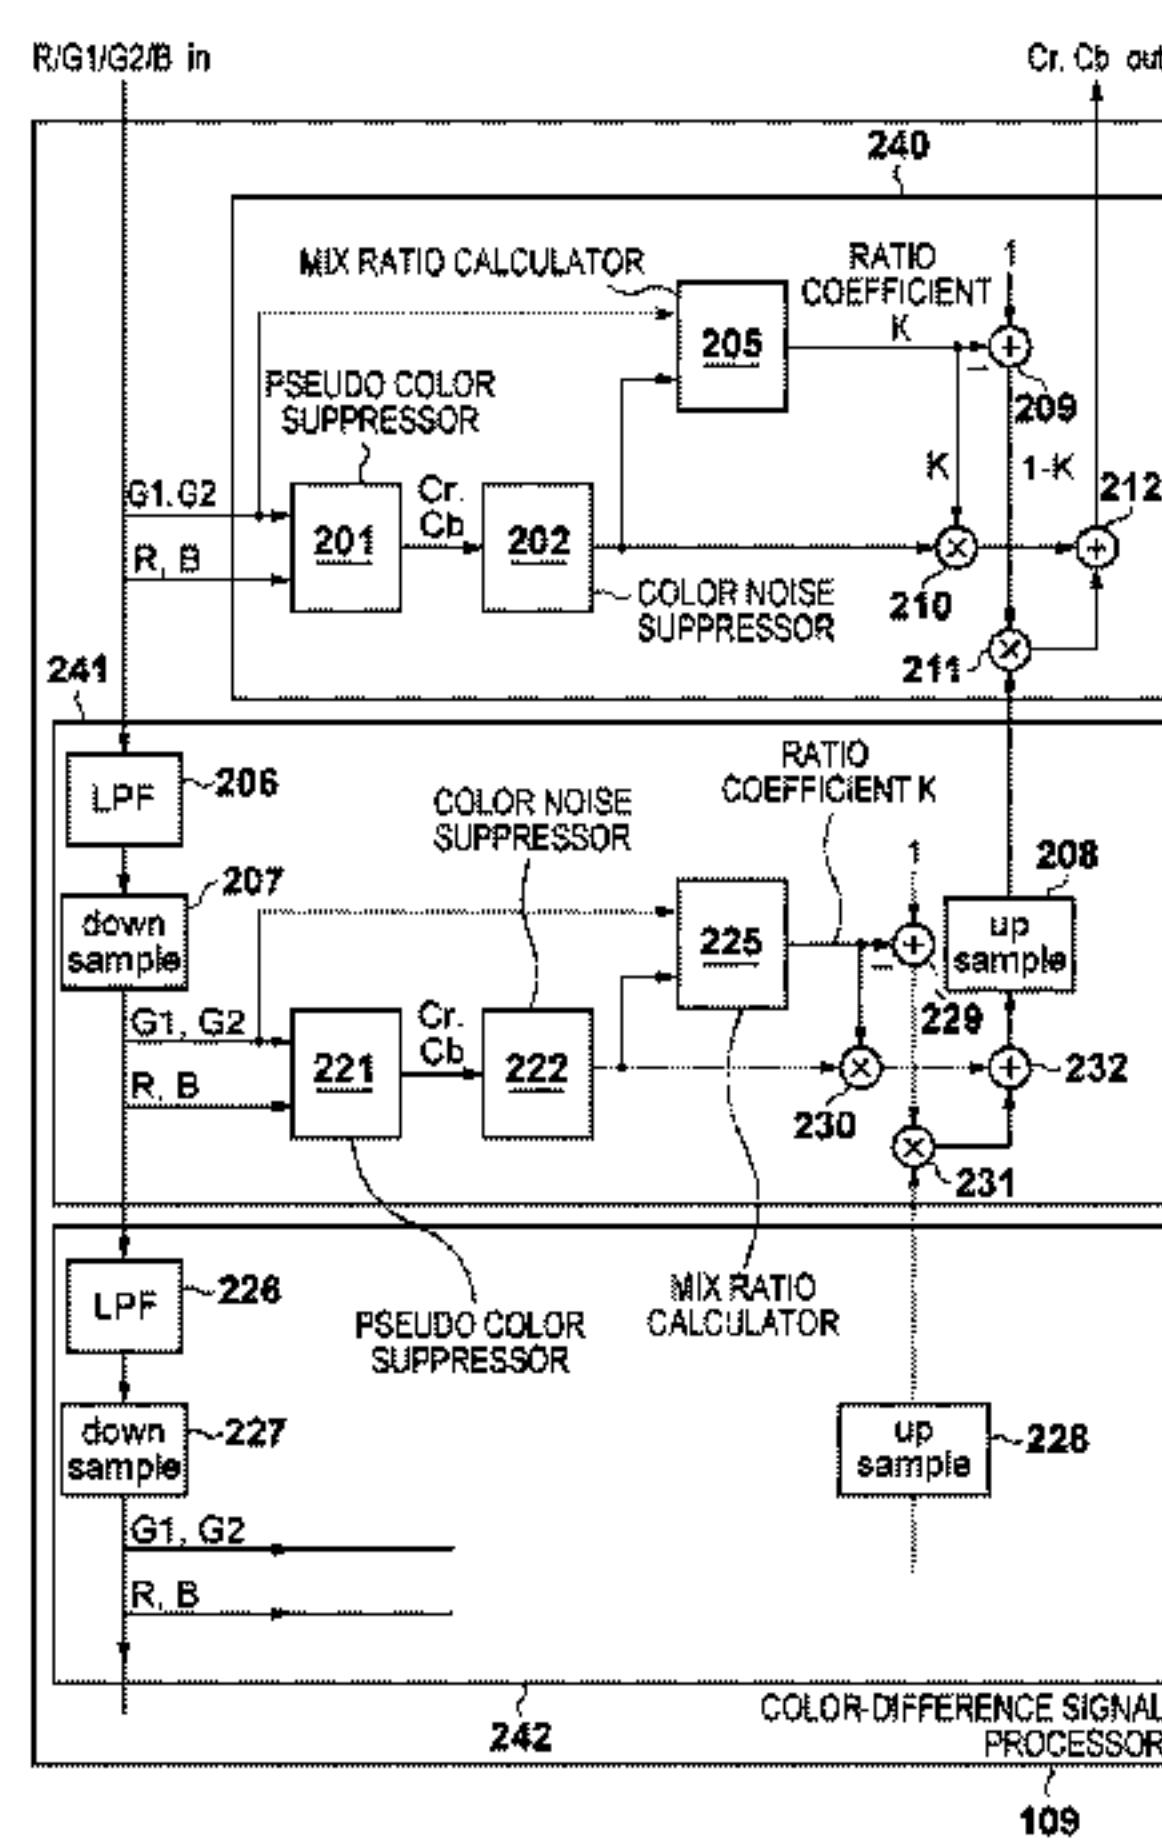 R/G1/G2/B in
Cr, Cb out
240
MIX RATIO CALCULATOR
RATIO
COEFFICIENT
K
1
205
209
PSEUDO COLOR
SUPPRESSOR
G1, G2
R, B
201
Cr,
Cb
202
K
1-K
212
210
COLOR NOISE
SUPPRESSOR
211
241
LPF
206
COLOR NOISE
SUPPRESSOR
RATIO
COEFFICIENT K
1
208
207
down
sample
225
up
sample
229
G1, G2
R, B
221
Cr,
Cb
222
230
232
231
LPF
226
PSEUDO COLOR
SUPPRESSOR
MIX RATIO
CALCULATOR
down
sample
227
up
sample
228
G1, G2
R, B
242
COLOR-DIFFERENCE SIGNAL
PROCESSOR
109